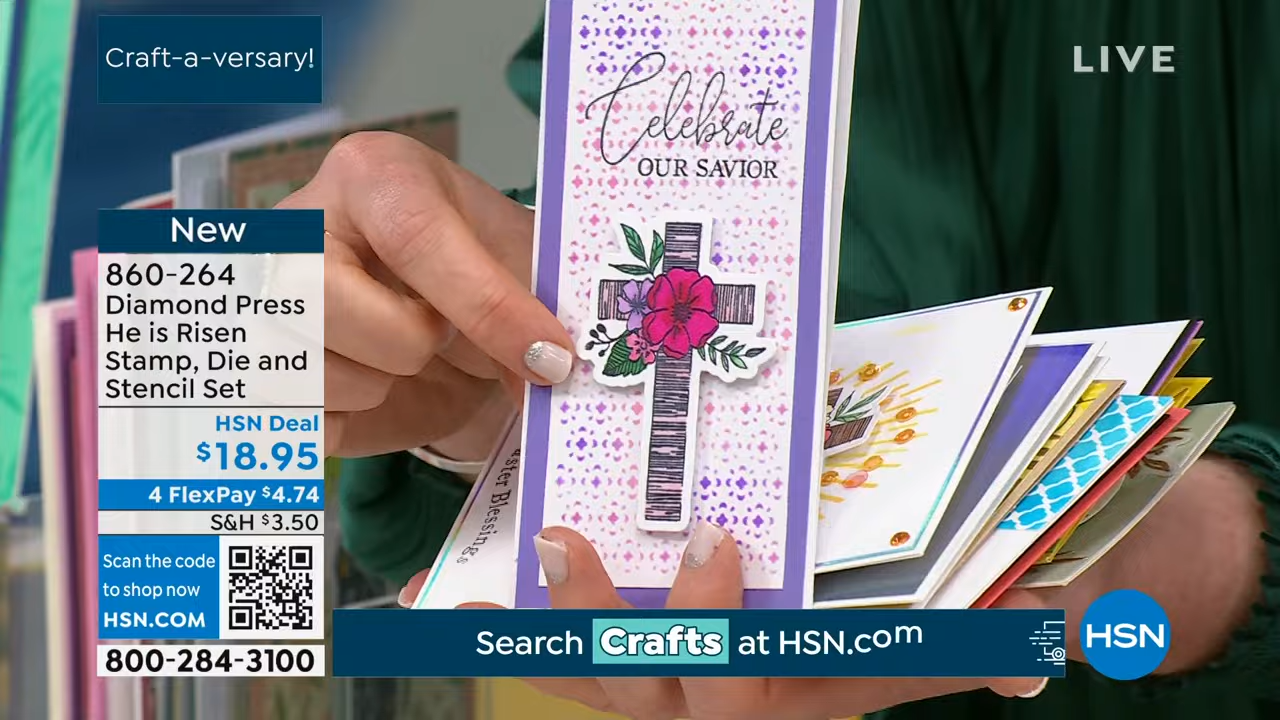 Craft-a-versary!
LIVE
Celebrate
OUR SAVIOR
New
860-264
Diamond Press
He is Risen
Stamp, Die and
Stencil Set
HSN Deal
$18.95
4 FlexPay $4.74
S&H $3.50
Scan the code
to shop now
HSN.COM
800-284-3100
Blessings
Search Crafts at HSN.com
HSN